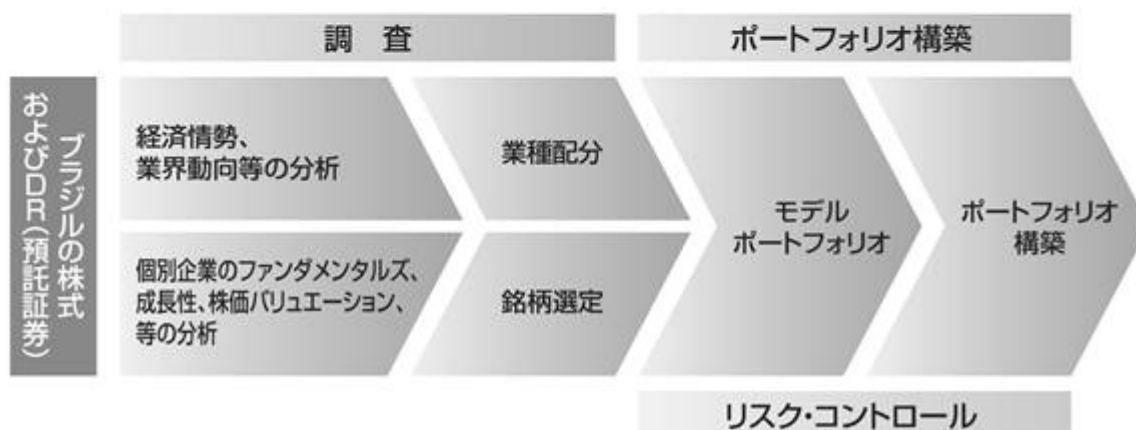 調 査
ポートフォリオ構築
ブラジルの株式
およびDR(預託証券)
経済情勢、
業界動向等の分析
業種配分
個別企業のファンダメンタルズ、
成長性、株価バリュエーション、
等の分析
銘柄選定
モデル
ポートフォリオ
ポートフォリオ
構築
リスク・コントロール